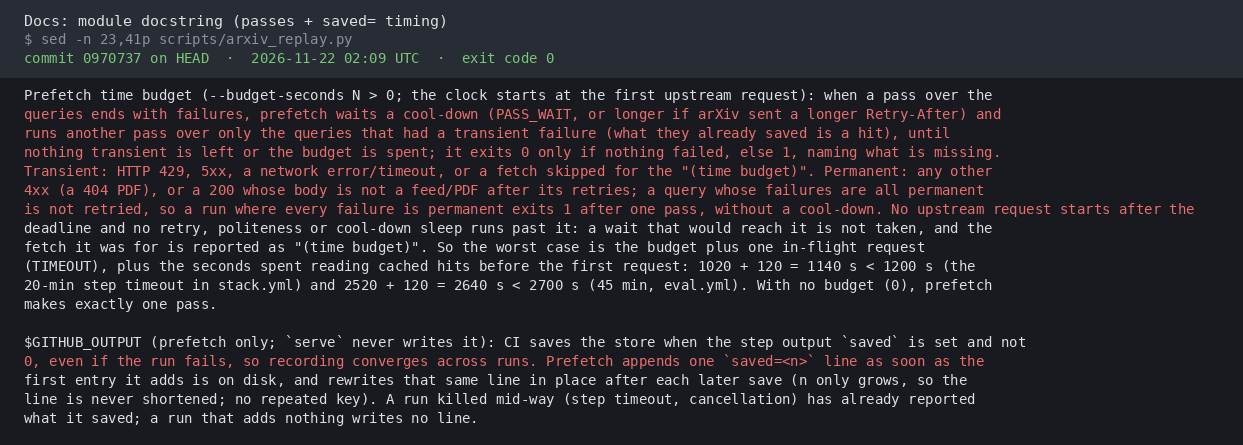 Docs: module docstring (passes + saved= timing)
$ sed -n 23,41p scripts/arxiv_replay.py
commit 0970737 on HEAD  ·  2026-11-22 02:09 UTC  ·  exit code 0
Prefetch time budget (--budget-seconds N > 0; the clock starts at the first upstream request): when a pass over the
queries ends with failures, prefetch waits a cool-down (PASS_WAIT, or longer if arXiv sent a longer Retry-After) and
runs another pass over only the queries that had a transient failure (what they already saved is a hit), until
nothing transient is left or the budget is spent; it exits 0 only if nothing failed, else 1, naming what is missing.
Transient: HTTP 429, 5xx, a network error/timeout, or a fetch skipped for the "(time budget)". Permanent: any other
4xx (a 404 PDF), or a 200 whose body is not a feed/PDF after its retries; a query whose failures are all permanent
is not retried, so a run where every failure is permanent exits 1 after one pass, without a cool-down. No upstream request starts after the
deadline and no retry, politeness or cool-down sleep runs past it: a wait that would reach it is not taken, and the
fetch it was for is reported as "(time budget)". So the worst case is the budget plus one in-flight request
(TIMEOUT), plus the seconds spent reading cached hits before the first request: 1020 + 120 = 1140 s < 1200 s (the
20-min step timeout in stack.yml) and 2520 + 120 = 2640 s < 2700 s (45 min, eval.yml). With no budget (0), prefetch
makes exactly one pass.
$GITHUB_OUTPUT (prefetch only; `serve` never writes it): CI saves the store when the step output `saved` is set and not
0, even if the run fails, so recording converges across runs. Prefetch appends one `saved=<n>` line as soon as the
first entry it adds is on disk, and rewrites that same line in place after each later save (n only grows, so the
line is never shortened; no repeated key). A run killed mid-way (step timeout, cancellation) has already reported
what it saved; a run that adds nothing writes no line.